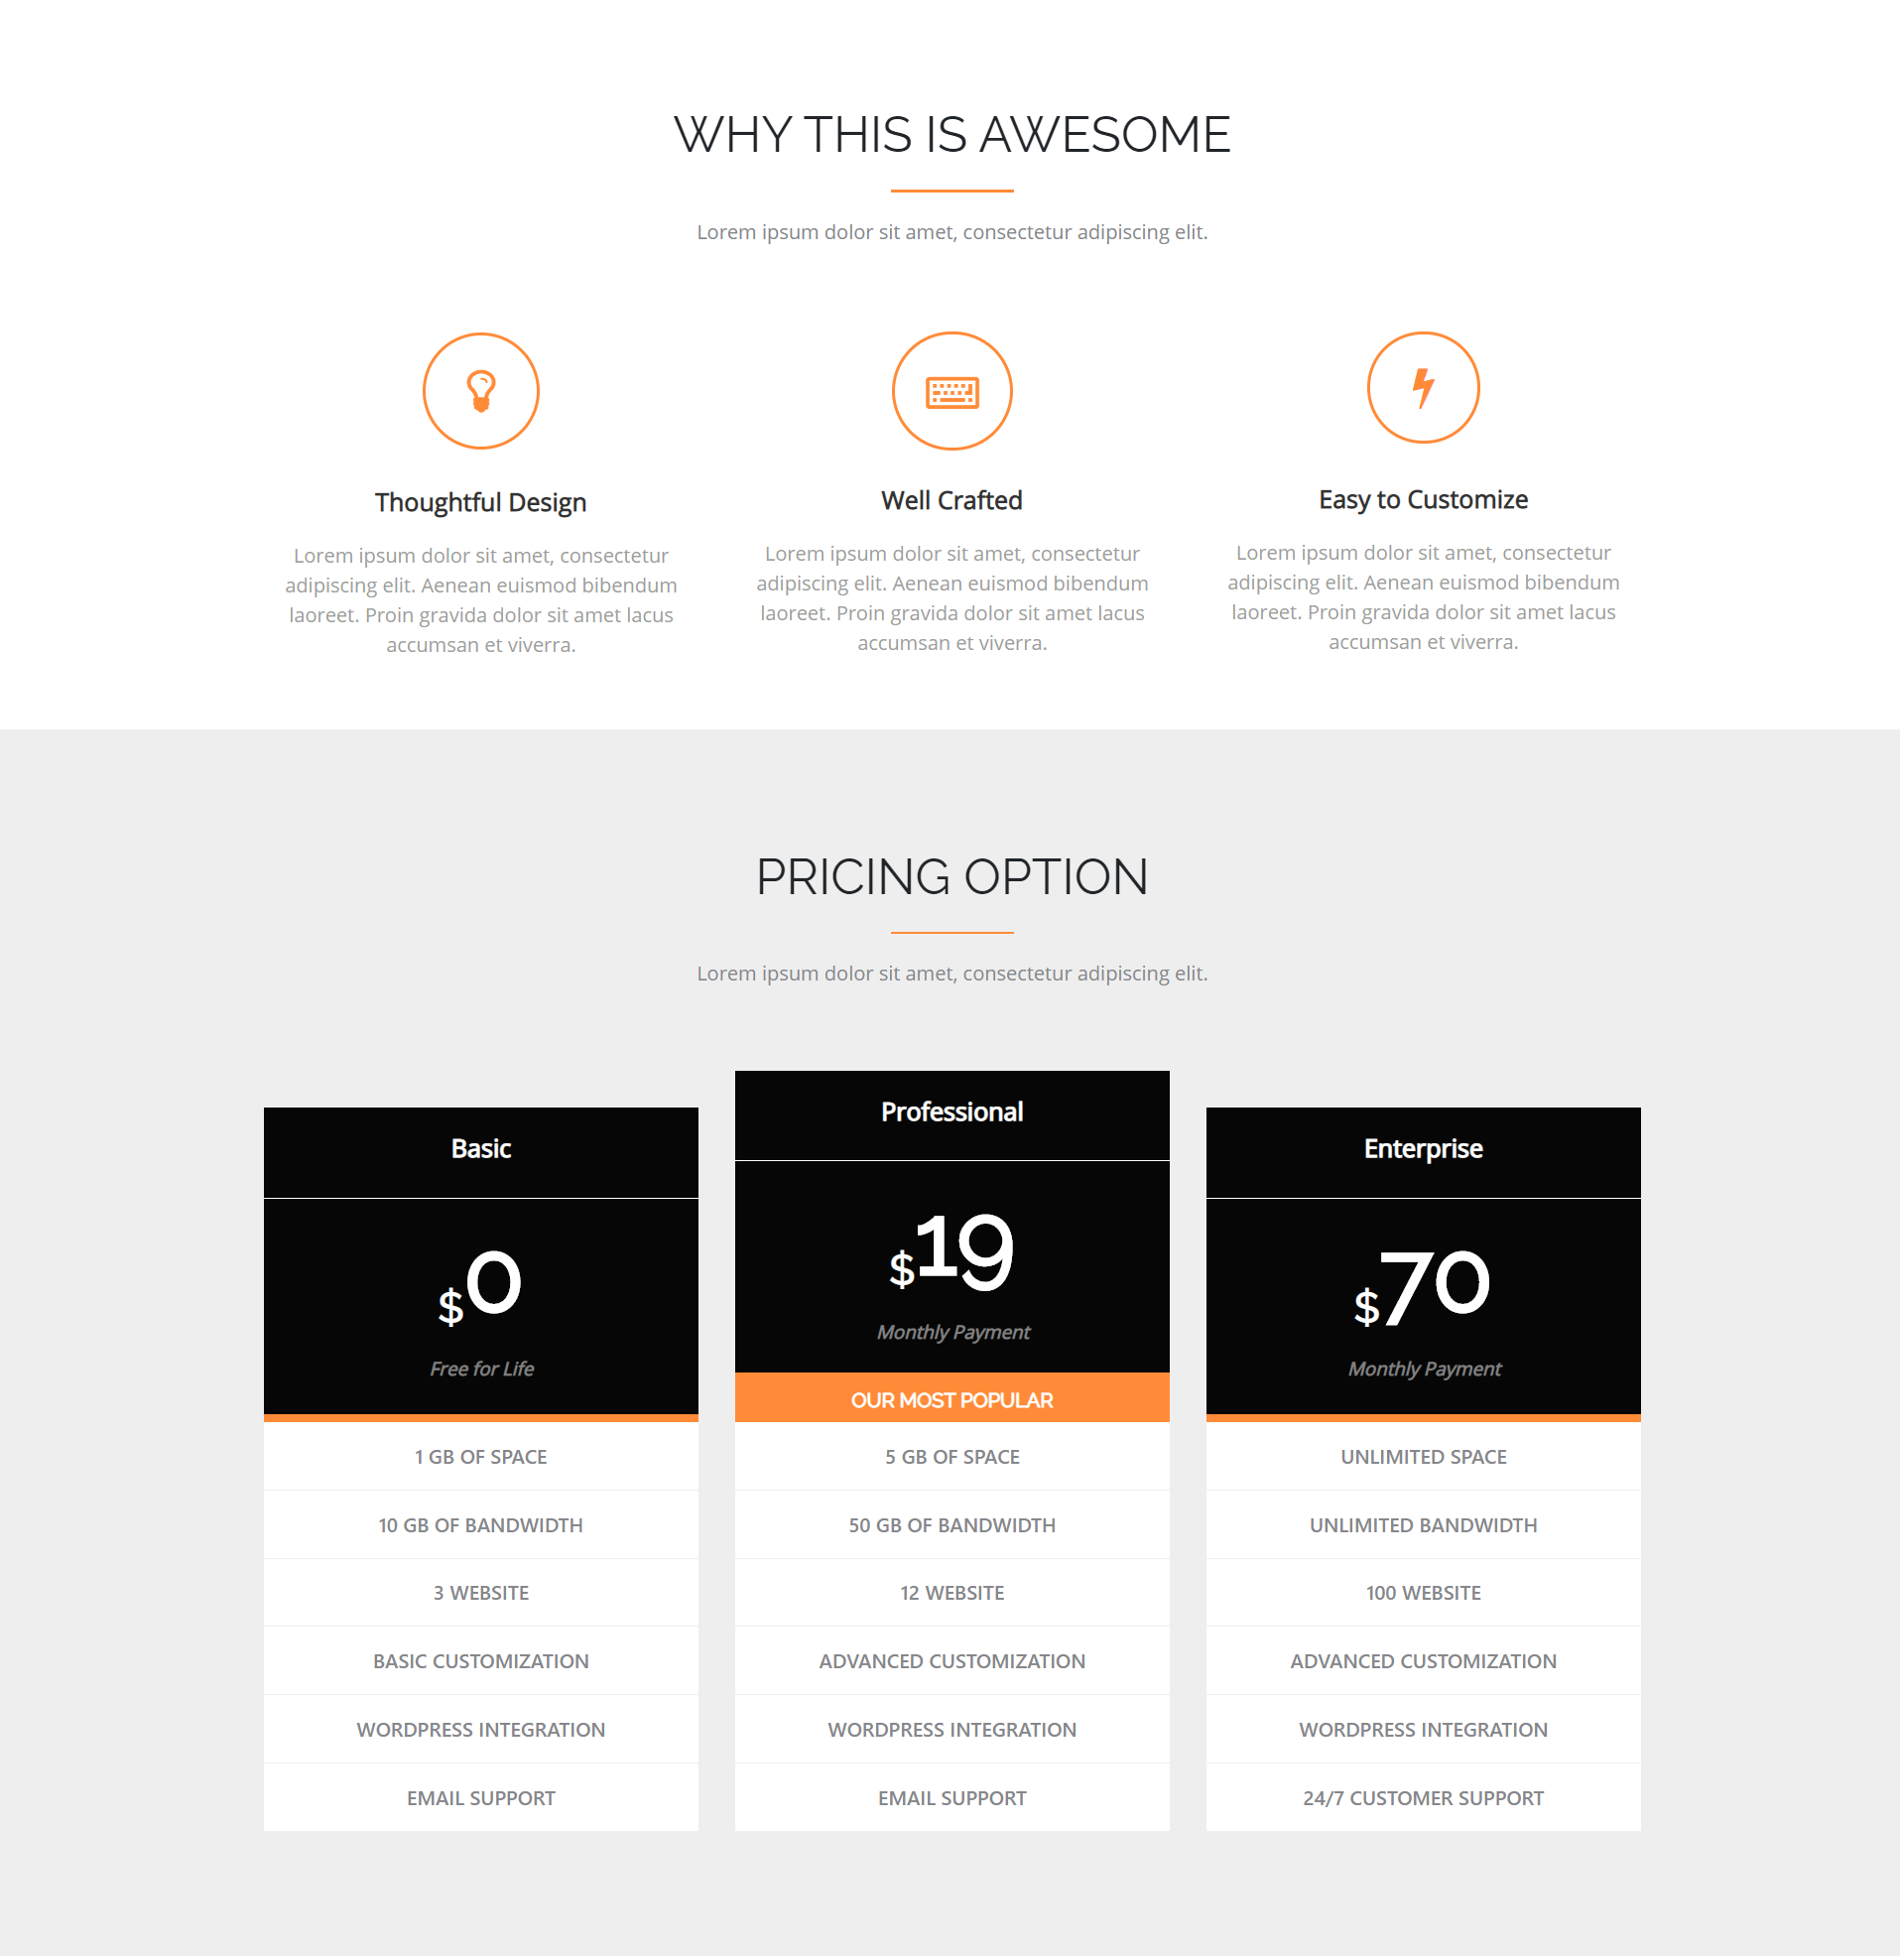 WHY THIS IS AWESOME
Lorem ipsum dolor sit amet, consectetur adipiscing elit.
Thoughtful Design
Lorem ipsum dolor sit amet, consectetur
adipiscing elit. Aenean euismod bibendum
laoreet. Proin gravida dolor sit amet lacus
accumsan et viverra.
Well Crafted
Lorem ipsum dolor sit amet, consectetur
adipiscing elit. Aenean euismod bibendum
laoreet. Proin gravida dolor sit amet lacus
accumsan et viverra.
Easy to Customize
Lorem ipsum dolor sit amet, consectetur
adipiscing elit. Aenean euismod bibendum
laoreet. Proin gravida dolor sit amet lacus
accumsan et viverra.
PRICING OPTION
Lorem ipsum dolor sit amet, consectetur adipiscing elit.
Basic
$0
Free for Life
1 GB OF SPACE
10 GB OF BANDWIDTH
3 WEBSITE
BASIC CUSTOMIZATION
WORDPRESS INTEGRATION
EMAIL SUPPORT
Professional
$19
Monthly Payment
OUR MOST POPULAR
5 GB OF SPACE
50 GB OF BANDWIDTH
12 WEBSITE
ADVANCED CUSTOMIZATION
WORDPRESS INTEGRATION
EMAIL SUPPORT
Enterprise
$70
Monthly Payment
UNLIMITED SPACE
UNLIMITED BANDWIDTH
100 WEBSITE
ADVANCED CUSTOMIZATION
WORDPRESS INTEGRATION
24/7 CUSTOMER SUPPORT